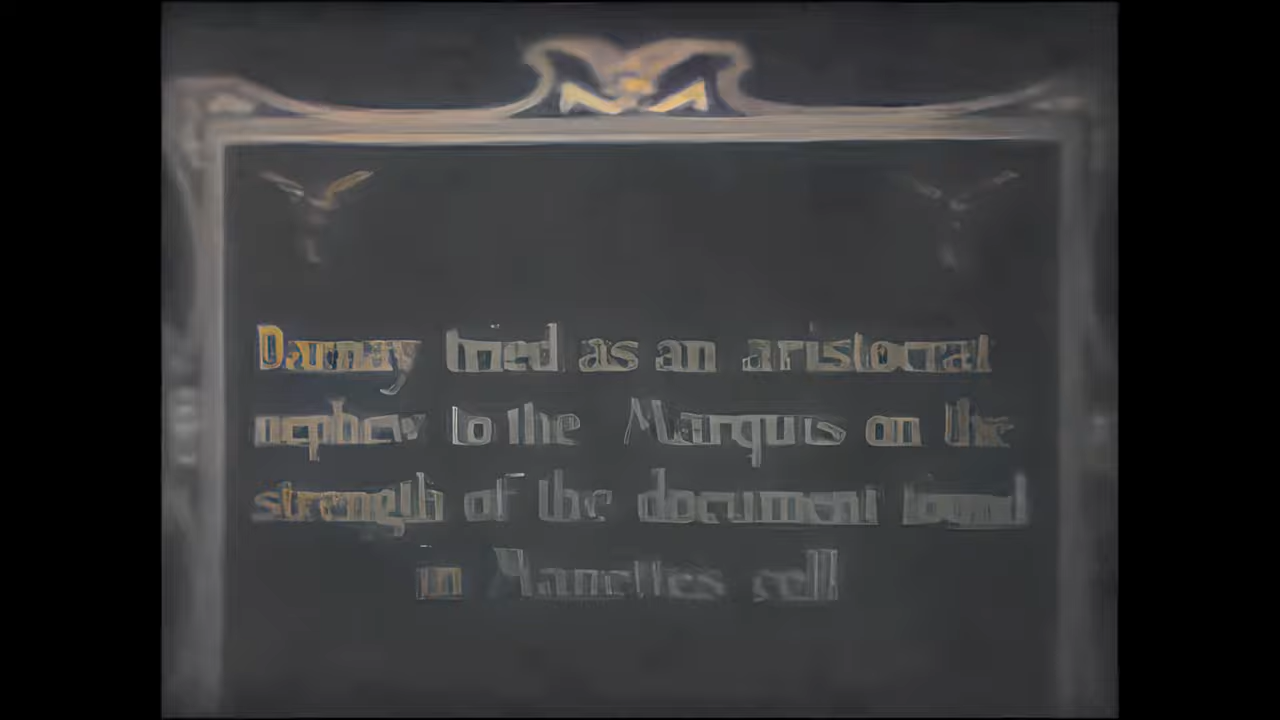 Darnay tried as an aristocrat
nephew to the Marquis on the
strength of the document found
in Manettes cell